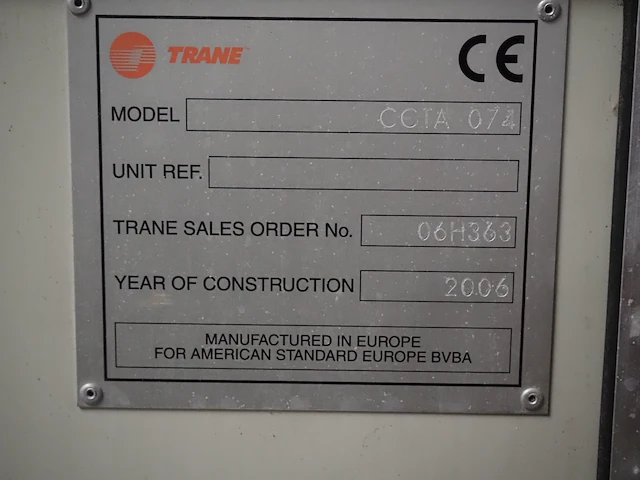 TRANE™ CE
MODEL CCTA 074
UNIT REF.
TRANE SALES ORDER No. 06H363
YEAR OF CONSTRUCTION 2006
MANUFACTURED IN EUROPE
FOR AMERICAN STANDARD EUROPE BVBA